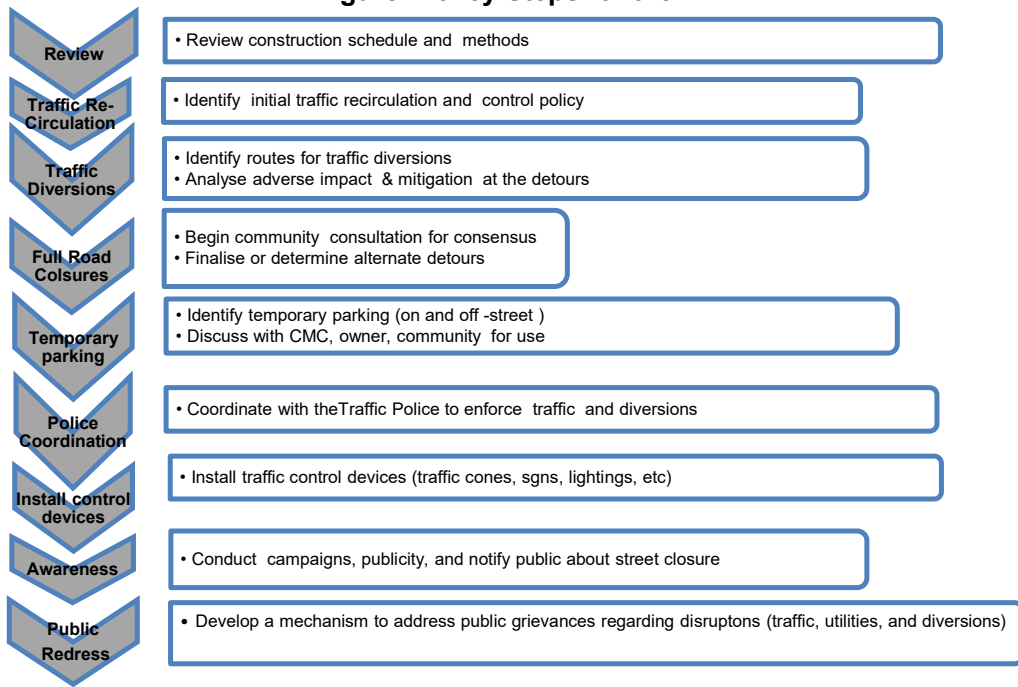 Review
• Review construction schedule and methods
Traffic Re-
Circulation
• Identify initial traffic recirculation and control policy
Traffic
Diversions
• Identify routes for traffic diversions
• Analyse adverse impact & mitigation at the detours
Full Road
Colsures
• Begin community consultation for consensus
• Finalise or determine alternate detours
Temporary
parking
• Identify temporary parking (on and off -street )
• Discuss with CMC, owner, community for use
Police
Coordination
• Coordinate with theTraffic Police to enforce traffic and diversions
Install control
devices
• Install traffic control devices (traffic cones, sgns, lightings, etc)
Awareness
• Conduct campaigns, publicity, and notify public about street closure
Public
Redress
• Develop a mechanism to address public grievances regarding disruptons (traffic, utilities, and diversions)